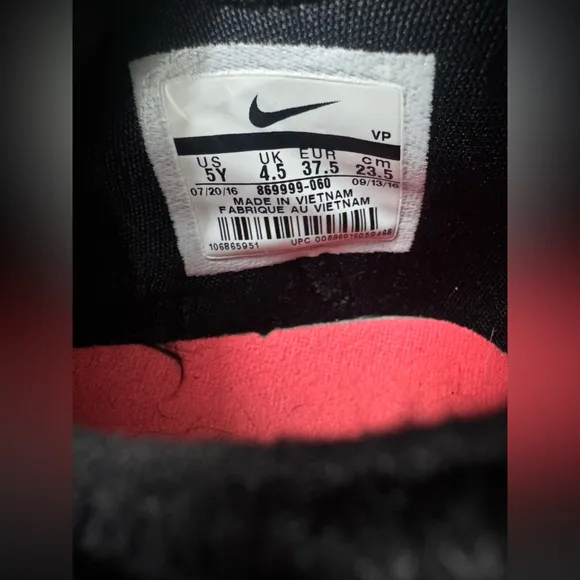 VP
US UK EUR cm
5Y 4.5 37.5 23.5
07/20/16 869999-060 09/13/16
MADE IN VIETNAM
FABRIQUE AU VIETNAM
106865951 UPC